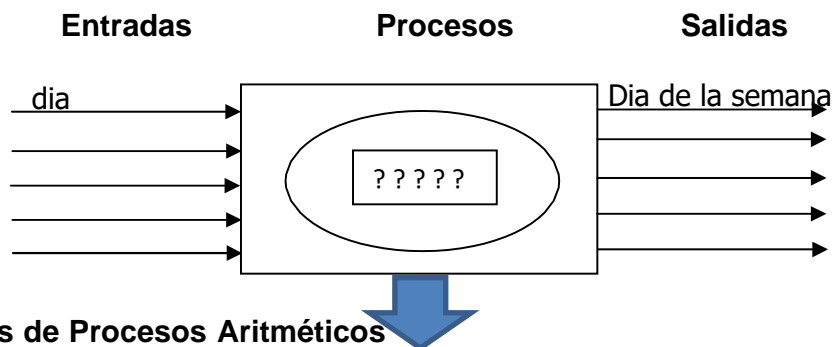 Entradas Procesos Salidas
dia Dia de la semana
? ? ? ? ?
s de Procesos Aritméticos